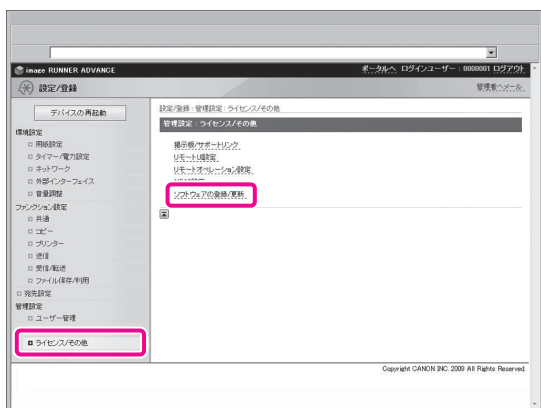 image RUNNER ADVANCE
ポータルへ ログインユーザー : 0000001 ログアウト
設定/登録
管理者へメール
デバイスの再起動
設定/登録 : 管理設定 : ライセンス/その他
管理設定 : ライセンス/その他
環境設定
用紙設定
タイマー/電力設定
ネットワーク
外部インターフェイス
音量調整
ファンクション設定
共通
コピー
プリンター
送信
受信/転送
ファイル保存/利用
宛先設定
管理設定
ユーザー管理
ライセンス/その他
掲示板/サポートリンク
リモートUI設定
リモートオペレーション設定
ソフトウェアの登録/更新
Copyright CANON INC. 2009 All Rights Reserved